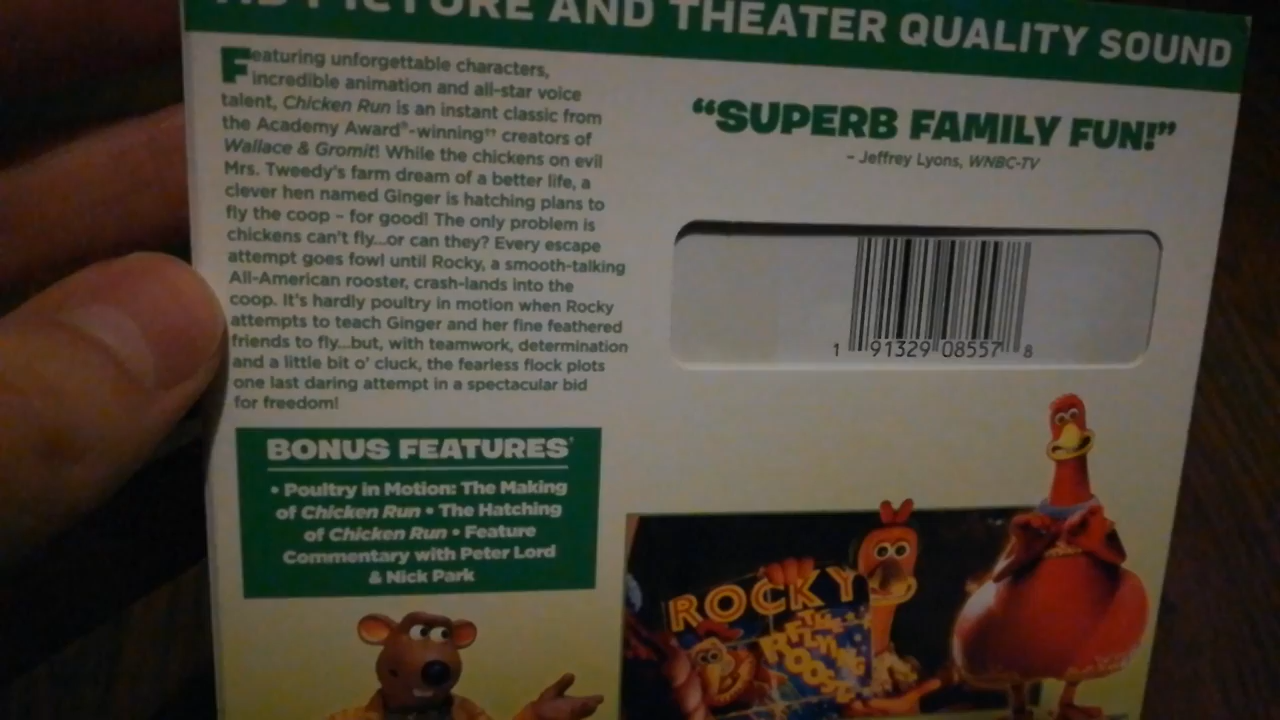 PICTURE AND THEATER QUALITY SOUND
Featuring unforgettable characters,
incredible animation and all-star voice
talent, Chicken Run is an instant classic from
the Academy Award®-winning†† creators of
Wallace & Gromit! While the chickens on evil
Mrs. Tweedy's farm dream of a better life, a
clever hen named Ginger is hatching plans to
fly the coop – for good! The only problem is
chickens can't fly...or can they? Every escape
attempt goes fowl until Rocky, a smooth-talking
All-American rooster, crash-lands into the
coop. It's hardly poultry in motion when Rocky
attempts to teach Ginger and her fine feathered
friends to fly...but, with teamwork, determination
and a little bit o' cluck, the fearless flock plots
one last daring attempt in a spectacular bid
for freedom!
BONUS FEATURES*
• Poultry in Motion: The Making
of Chicken Run • The Hatching
of Chicken Run • Feature
Commentary with Peter Lord
& Nick Park
“SUPERB FAMILY FUN!”
– Jeffrey Lyons, WNBC-TV
1 91329 08557 8
ROCKY
THE
FLYING
ROOSTER